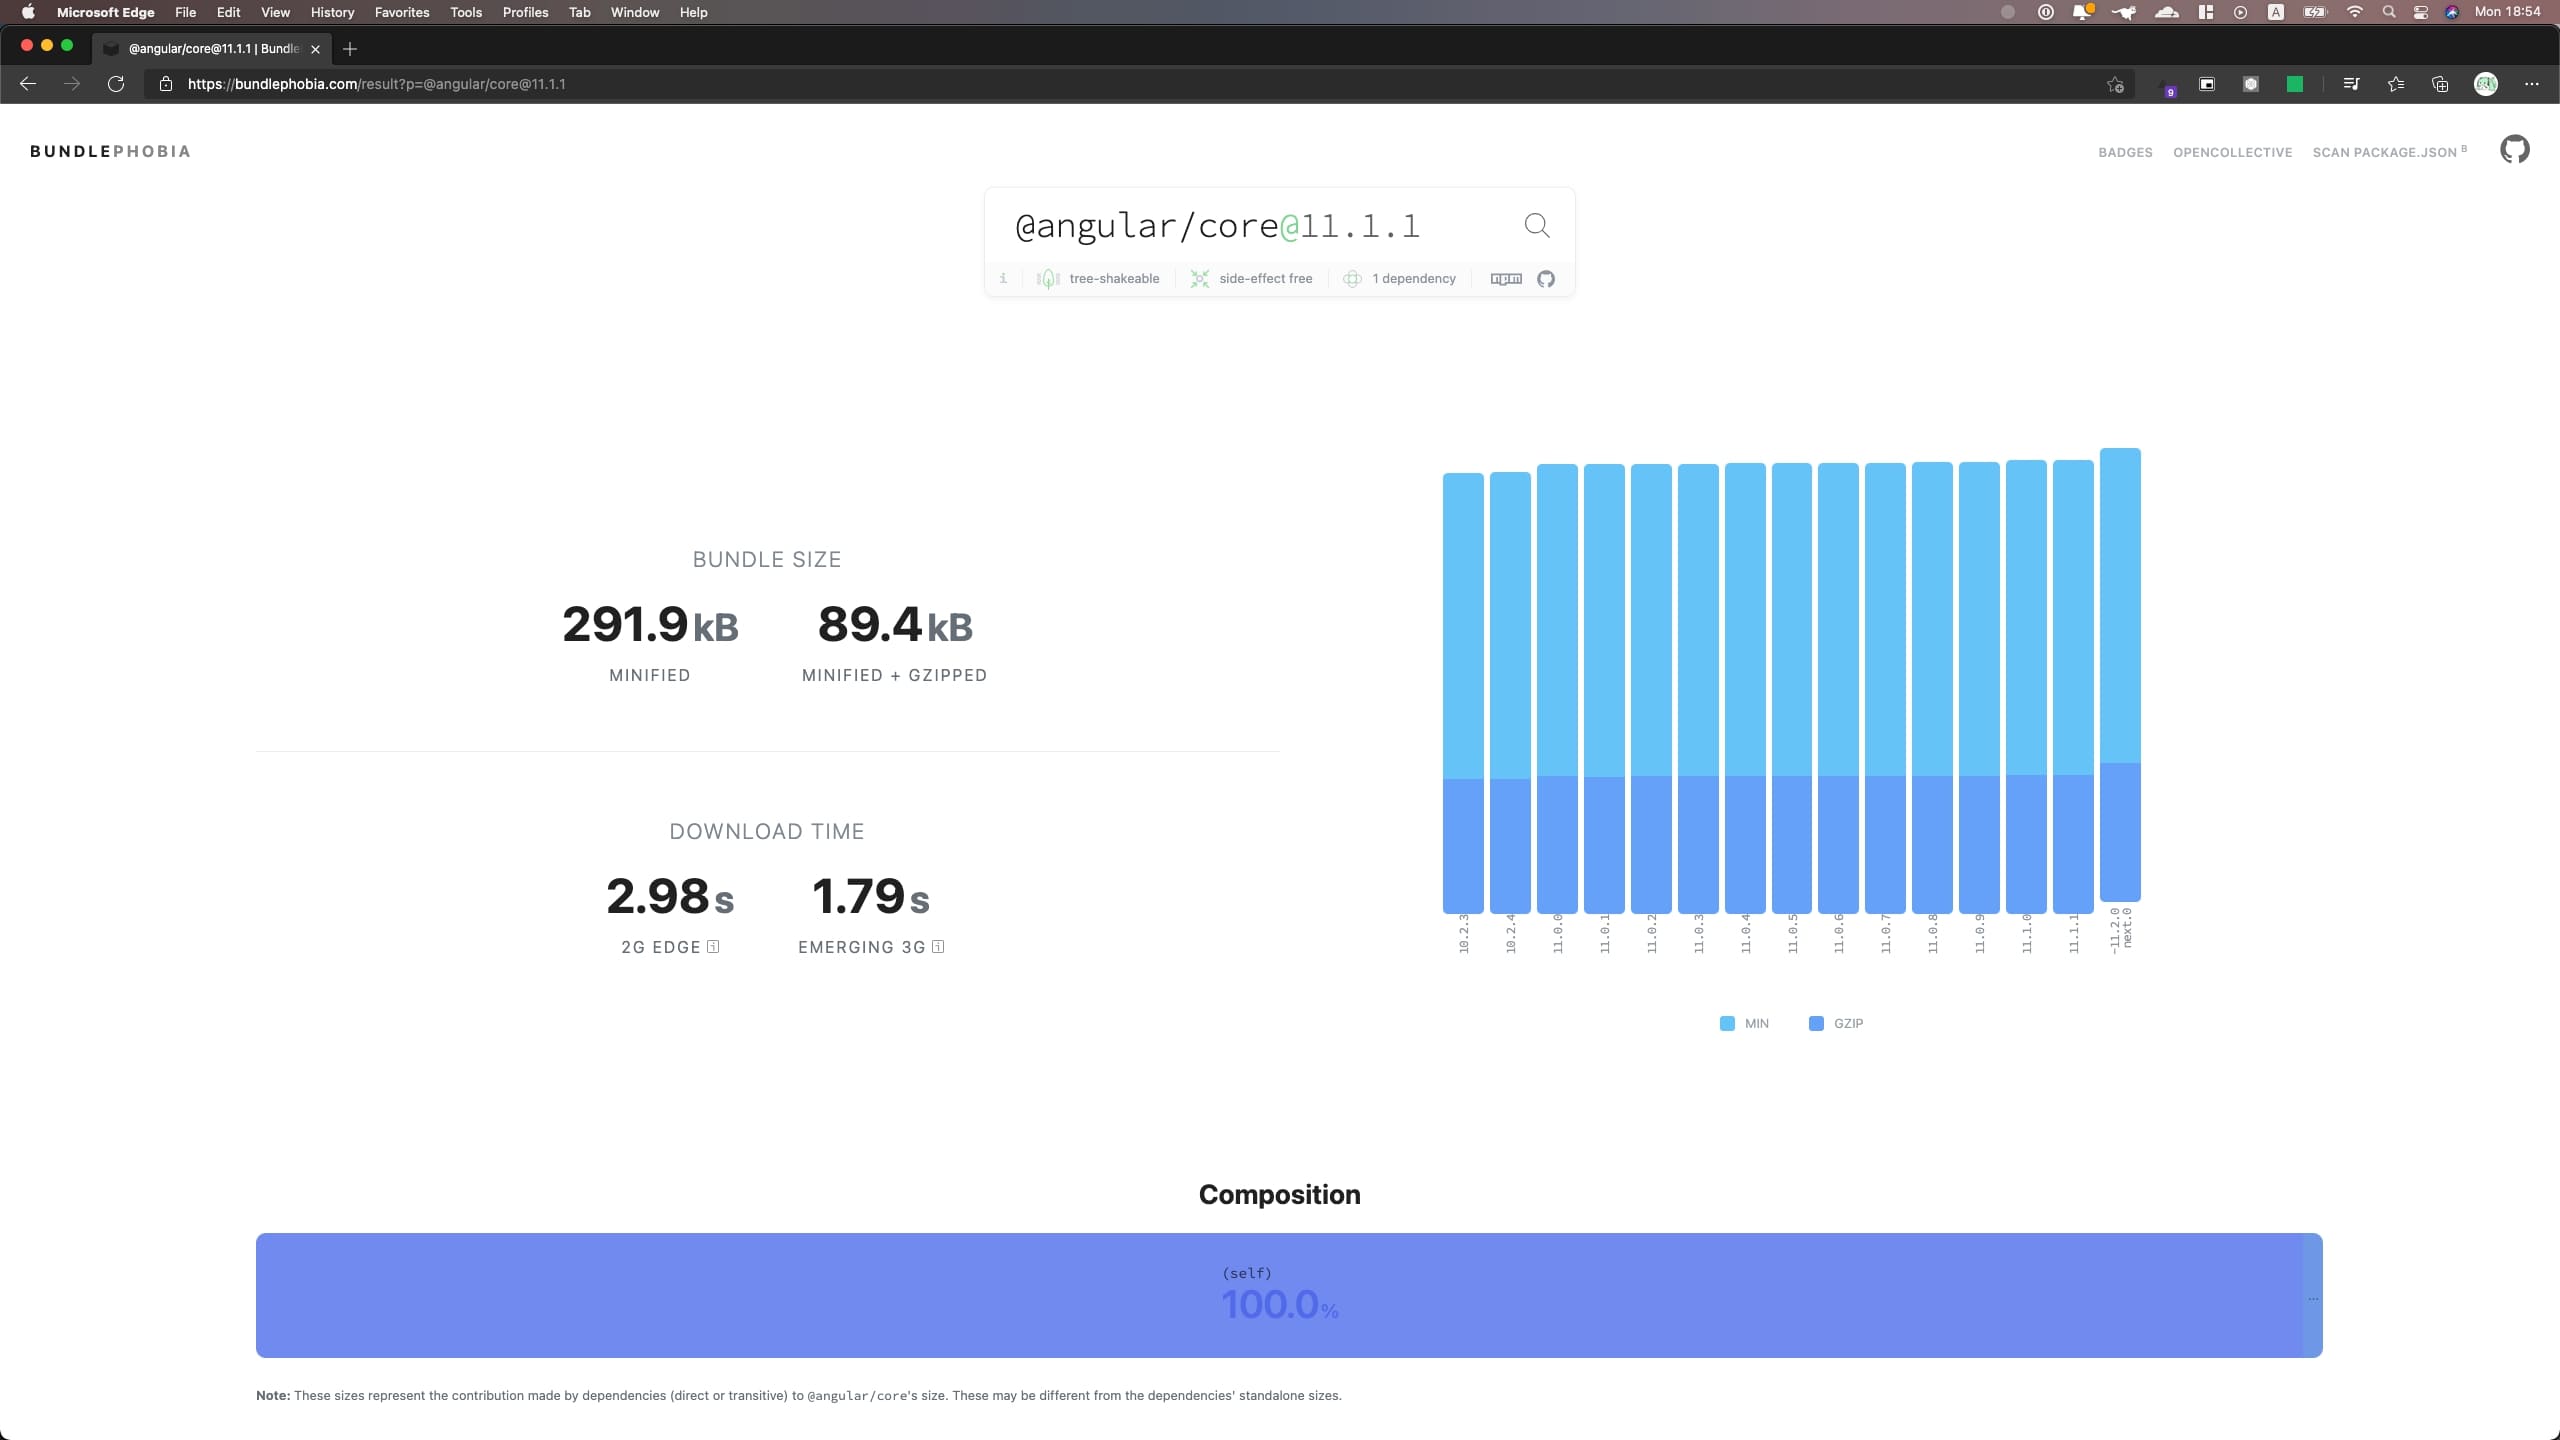 Microsoft Edge File Edit View History Favorites Tools Profiles Tab Window Help
A
Mon 18:54
@angular/core@11.1.1 | Bundle
https://bundlephobia.com/result?p=@angular/core@11.1.1
9
BUNDLEPHOBIA
BADGES OPENCOLLECTIVE SCAN PACKAGE.JSON β
@angular/core@11.1.1
i tree-shakeable side-effect free 1 dependency npm
BUNDLE SIZE
291.9 kB 89.4 kB
MINIFIED MINIFIED + GZIPPED
DOWNLOAD TIME
2.98 s 1.79 s
2G EDGE i EMERGING 3G i
10.2.3 10.2.4 11.0.0 11.0.1 11.0.2 11.0.3 11.0.4 11.0.5 11.0.6 11.0.7 11.0.8 11.0.9 11.1.0 11.1.1 ~11.2.0
next.0
MIN GZIP
Composition
(self)
100.0%
...
Note: These sizes represent the contribution made by dependencies (direct or transitive) to @angular/core's size. These may be different from the dependencies' standalone sizes.